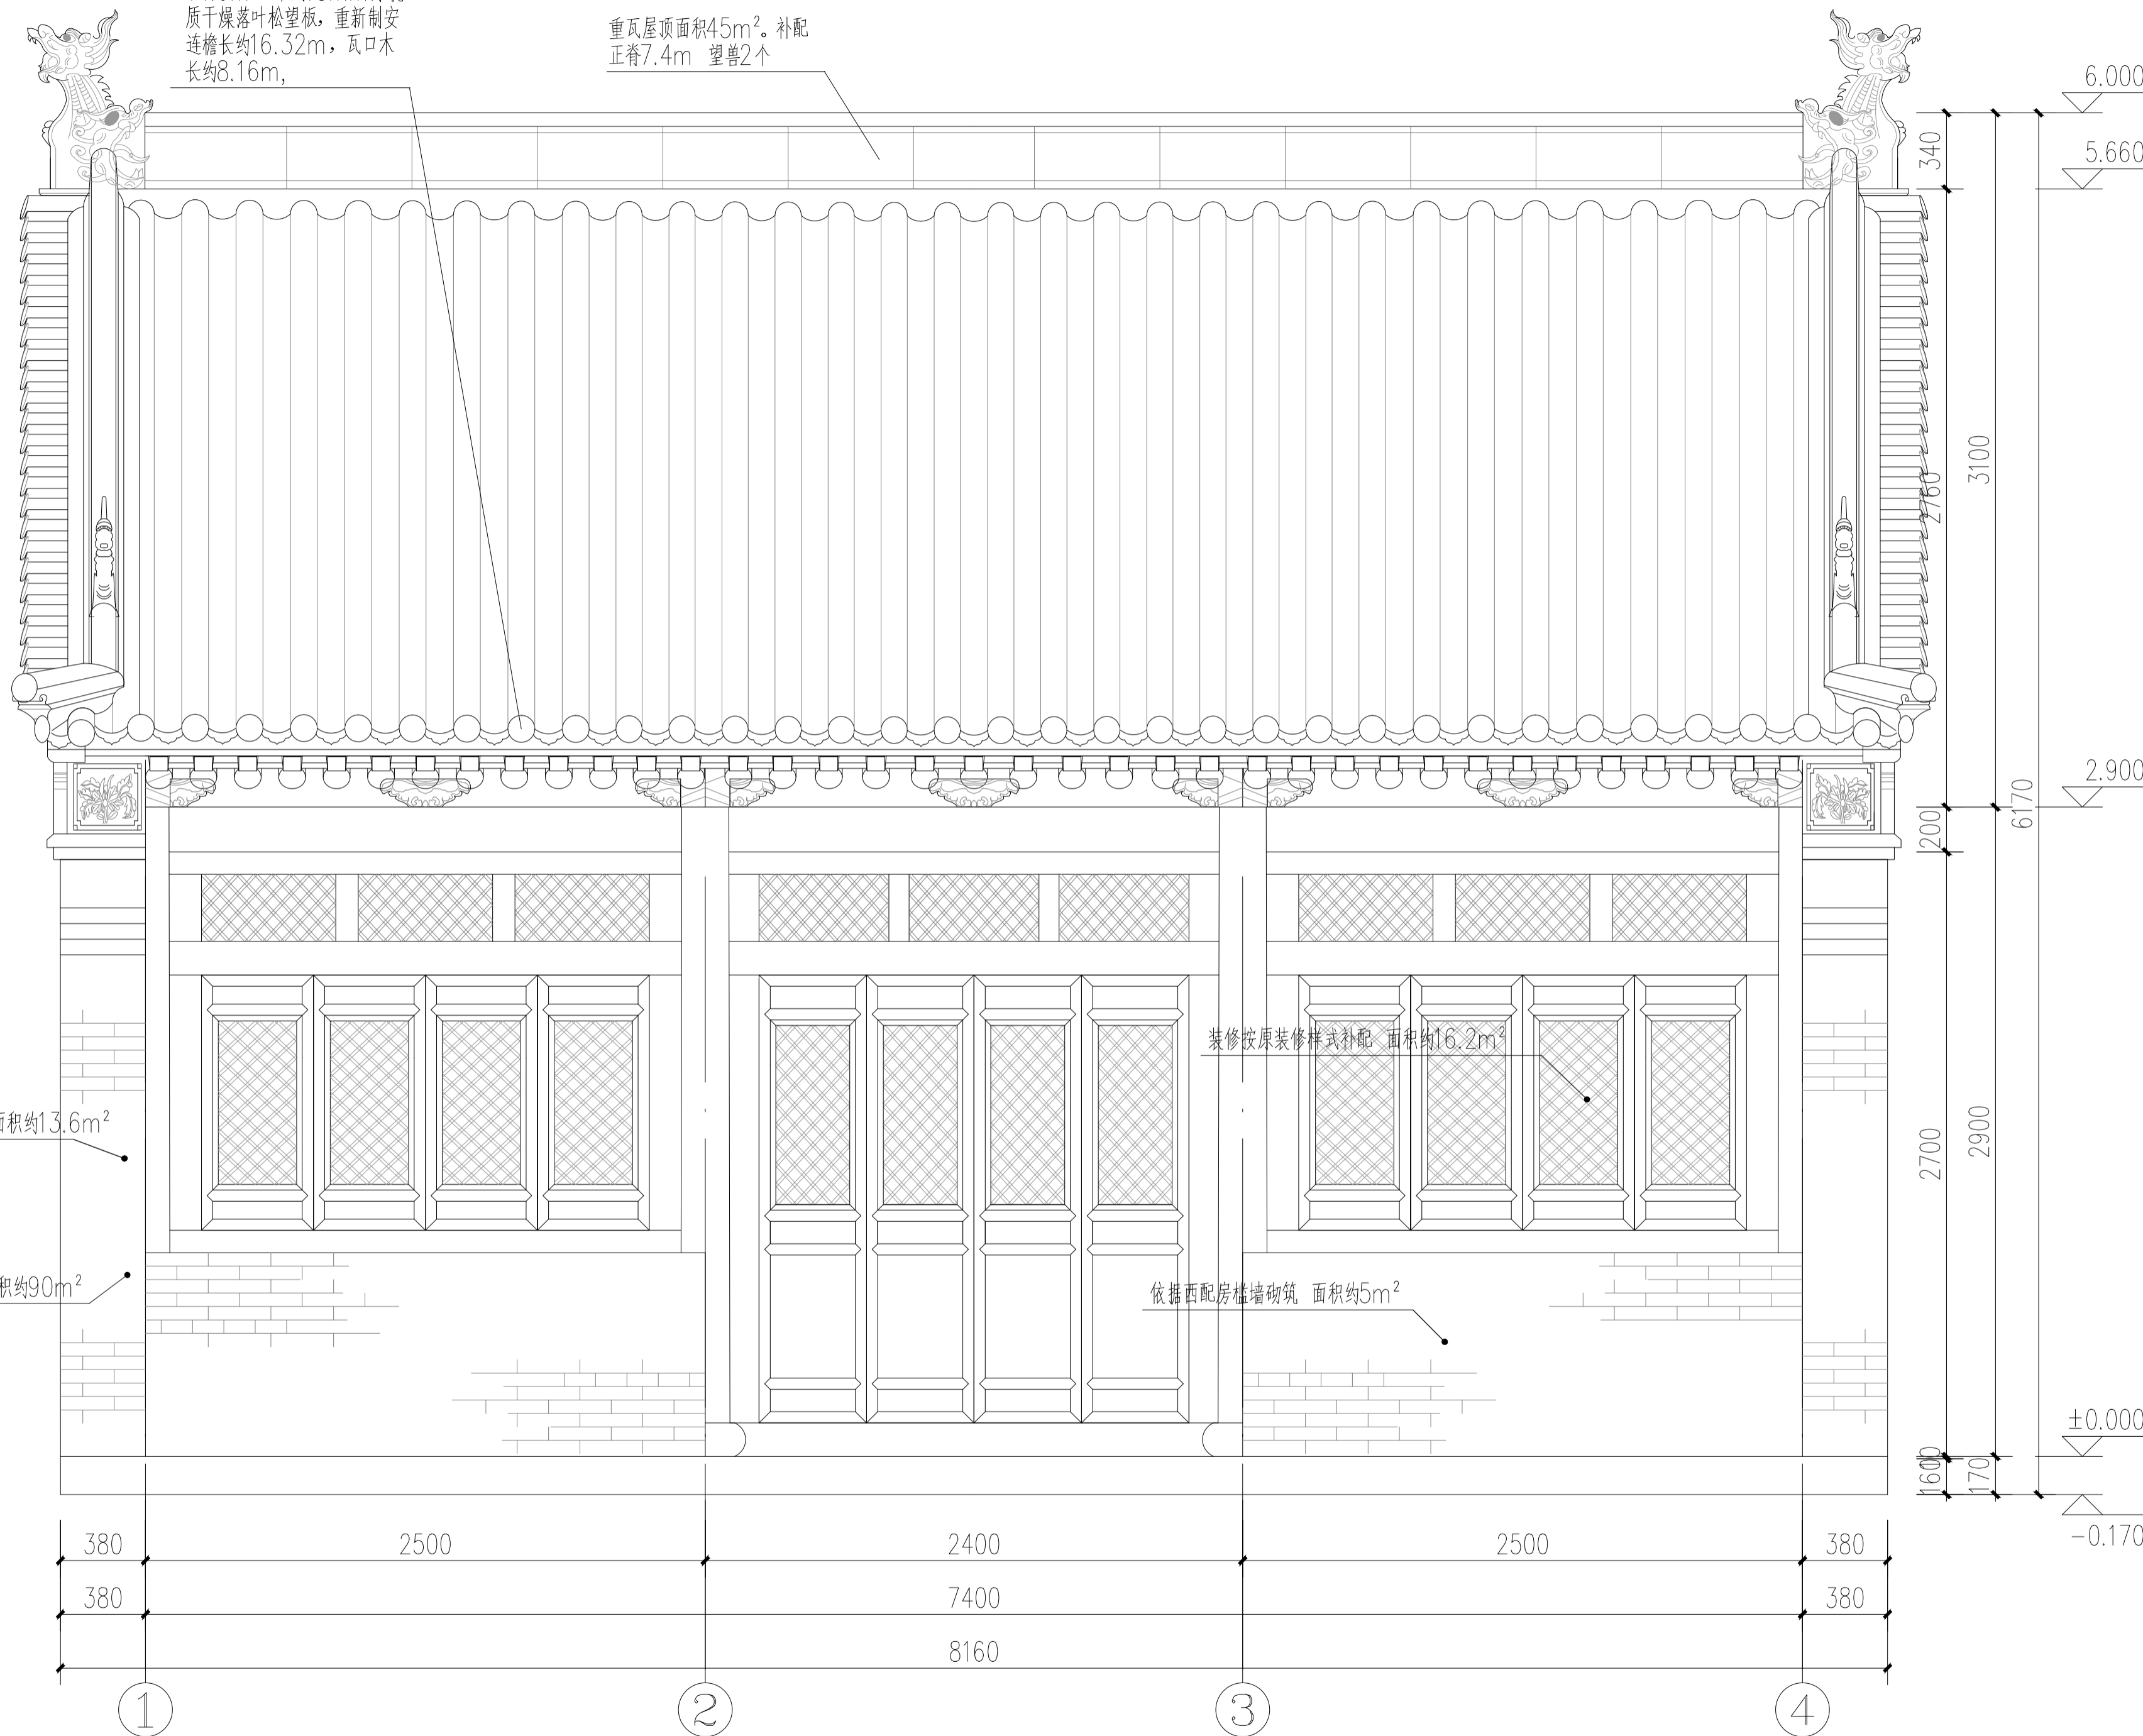 质干燥落叶松望板，重新制安
连檐长约16.32m，瓦口木
长约8.16m,
重瓦屋顶面积45m²。补配
正脊7.4m 望兽2个
6.000
5.660
340
2760
3100
2.900
200
6170
装修按原装修样式补配 面积约16.2m²
面积约13.6m²
2700
2900
积约90m²
依据西配房槛墙砌筑 面积约5m²
±0.000
170
-0.170
380
2500
2400
2500
380
380
7400
380
8160
1
2
3
4